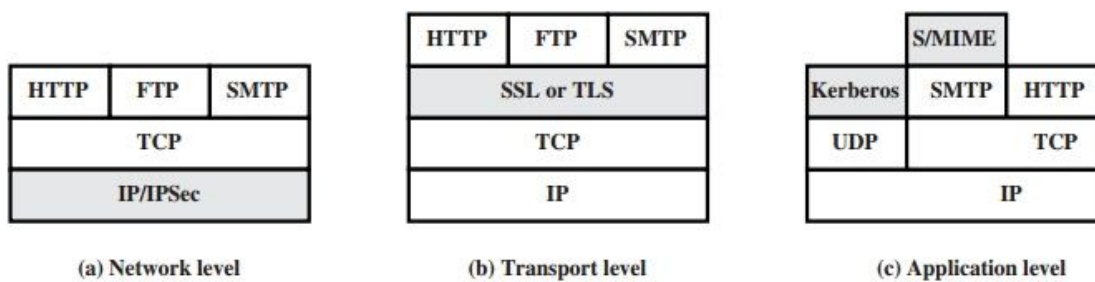 HTTP FTP SMTP
TCP
IP/IPSec
(a) Network level
HTTP FTP SMTP
SSL or TLS
TCP
IP
(b) Transport level
S/MIME
Kerberos SMTP HTTP
UDP TCP
IP
(c) Application level